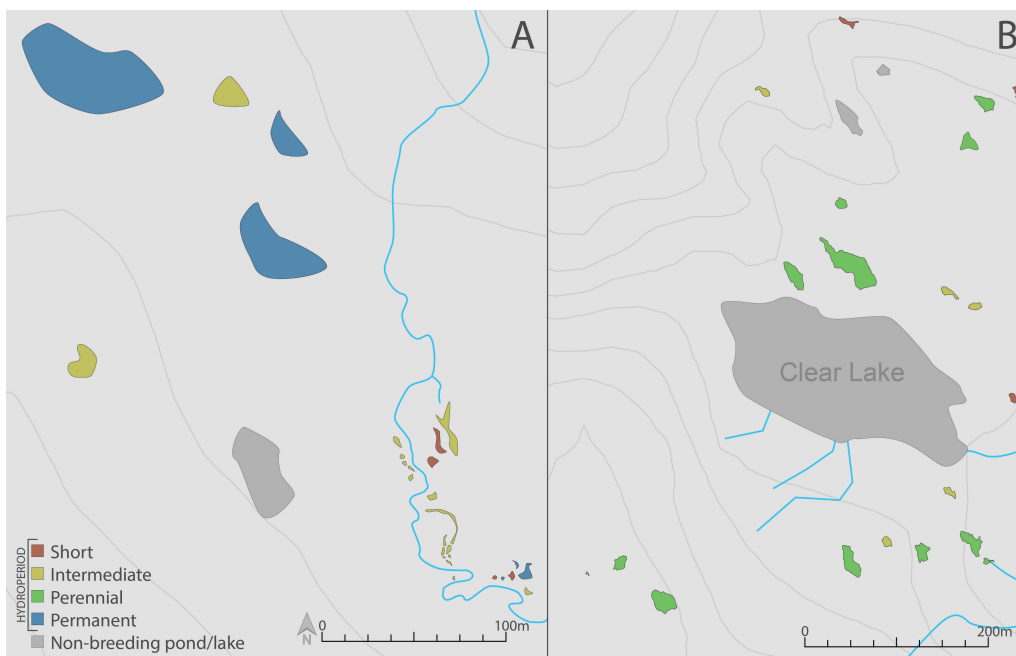 A
B
Clear Lake
HYDROPERIOD
Short
Intermediate
Perennial
Permanent
Non-breeding pond/lake
N
0 100m
0 200m